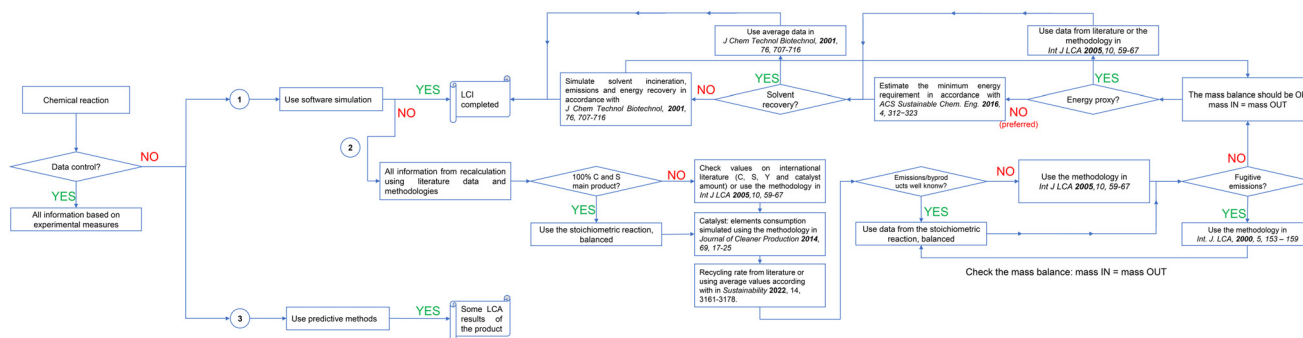 Chemical reaction
Data control?
NO
YES
All information based on
experimental measures
1
Use software simulation
YES
NO
LCI
completed
2
All information from recalculation
using literature data and
methodologies
3
Use predictive methods
YES
Some LCA
results of
the product
100% C and S
main product?
NO
YES
Use the stoichiometric reaction,
balanced
Check values on international
literature (C, S, Y and catalyst
amount) or use the methodology in
Int J LCA 2005,10, 59-67
Catalyst: elements consumption
simulated using the methodology in
Journal of Cleaner Production 2014,
69, 17-25
Recycling rate from literature or
using average values according
with in Sustainability 2022, 14,
3161-3178.
Emissions/byprod
ucts well know?
NO
YES
Use data from the stoichiometric
reaction, balanced
Use the methodology in
Int J LCA 2005,10, 59-67
Fugitive
emissions?
NO
YES
Use the methodology in
Int. J. LCA, 2000, 5, 153 – 159
Check the mass balance: mass IN = mass OUT
The mass balance should be OK
mass IN = mass OUT
Energy proxy?
YES
Use data from literature or the
methodology in
Int J LCA 2005,10, 59-67
NO
(preferred)
Estimate the minimum energy
requirement in accordance with
ACS Sustainable Chem. Eng. 2016,
4, 312−323
Solvent
recovery?
YES
Use average data in
J Chem Technol Biotechnol, 2001,
76, 707-716
NO
Simulate solvent incineration,
emissions and energy recovery in
accordance with
J Chem Technol Biotechnol, 2001,
76, 707-716